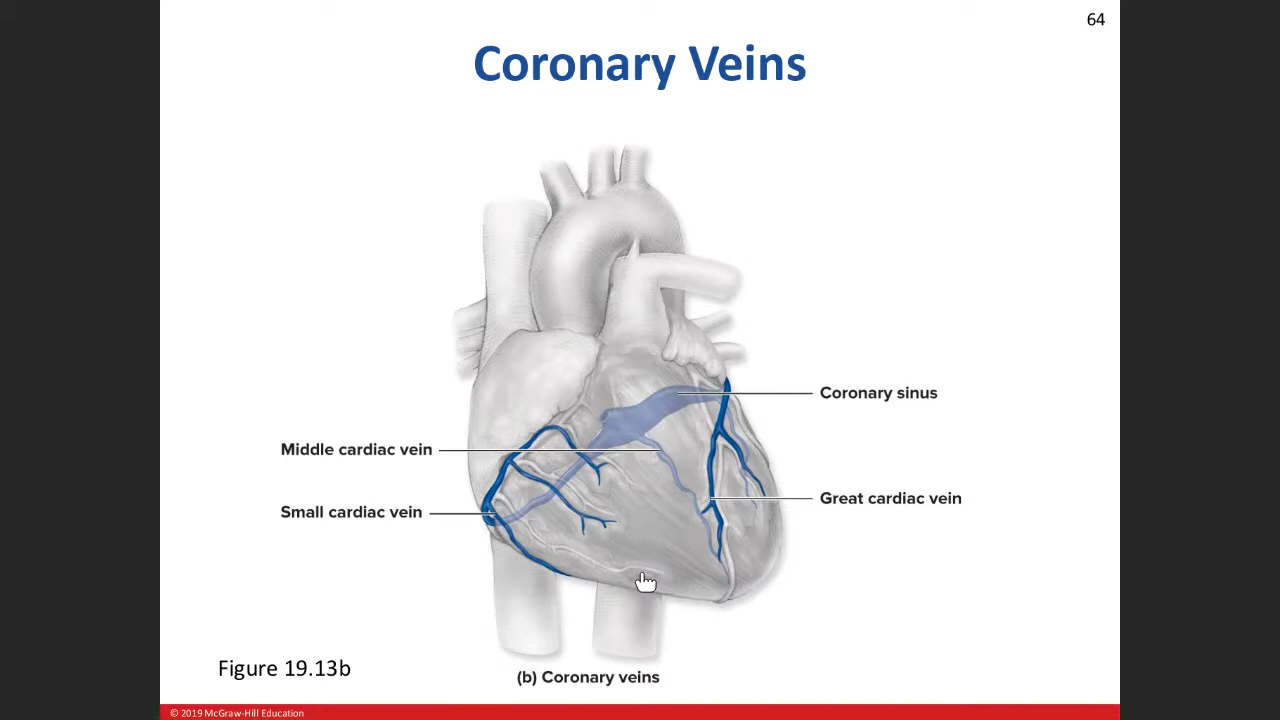 64
Coronary Veins
Coronary sinus
Middle cardiac vein
Great cardiac vein
Small cardiac vein
Figure 19.13b
(b) Coronary veins
© 2019 McGraw-Hill Education